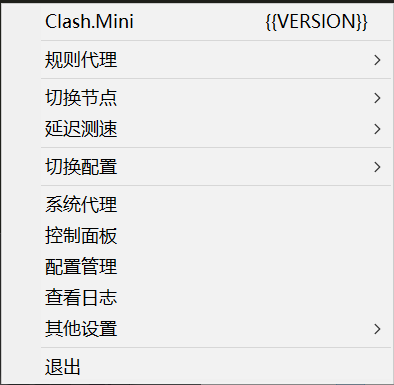 Clash.Mini {{VERSION}}
规则代理
切换节点
延迟测速
切换配置
系统代理
控制面板
配置管理
查看日志
其他设置
退出